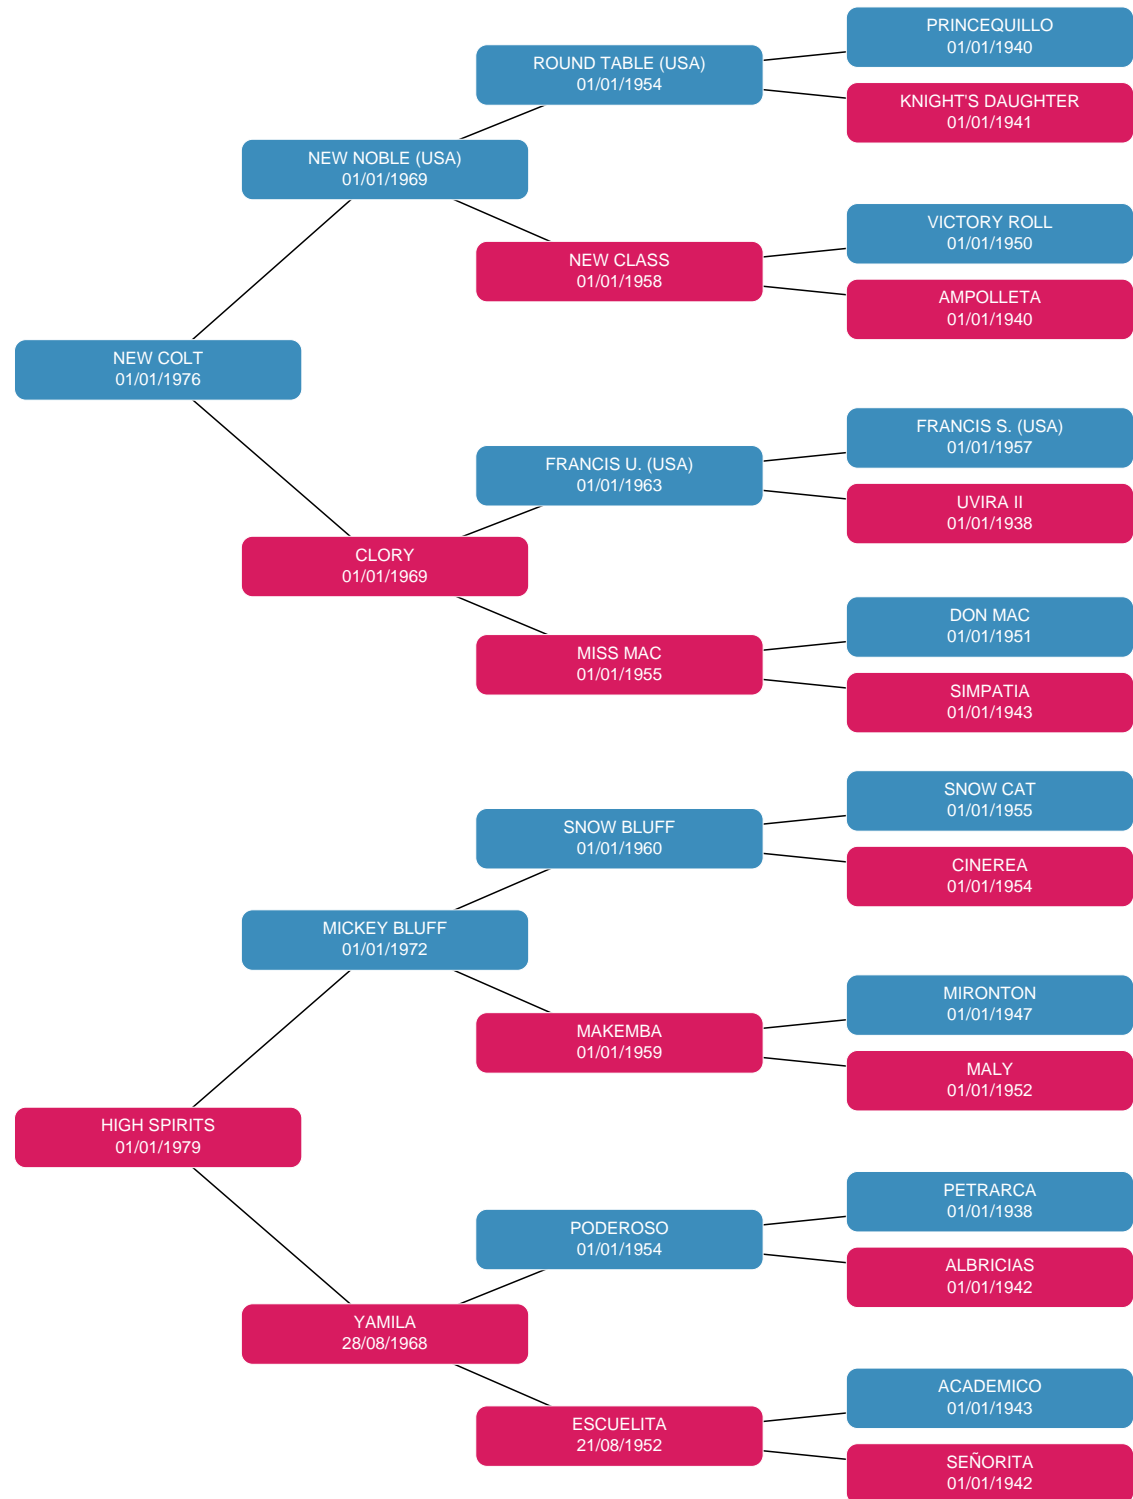 PRINCEQUILLO
01/01/1940
ROUND TABLE (USA)
01/01/1954
KNIGHT'S DAUGHTER
01/01/1941
NEW NOBLE (USA)
01/01/1969
VICTORY ROLL
01/01/1950
NEW CLASS
01/01/1958
AMPOLLETA
01/01/1940
NEW COLT
01/01/1976
FRANCIS S. (USA)
01/01/1957
FRANCIS U. (USA)
01/01/1963
UVIRA II
01/01/1938
CLORY
01/01/1969
DON MAC
01/01/1951
MISS MAC
01/01/1955
SIMPATIA
01/01/1943
SNOW CAT
01/01/1955
SNOW BLUFF
01/01/1960
CINEREA
01/01/1954
MICKEY BLUFF
01/01/1972
MIRONTON
01/01/1947
MAKEMBA
01/01/1959
MALY
01/01/1952
HIGH SPIRITS
01/01/1979
PETRARCA
01/01/1938
PODEROSO
01/01/1954
ALBRICIAS
01/01/1942
YAMILA
28/08/1968
ACADEMICO
01/01/1943
ESCUELITA
21/08/1952
SEÑORITA
01/01/1942